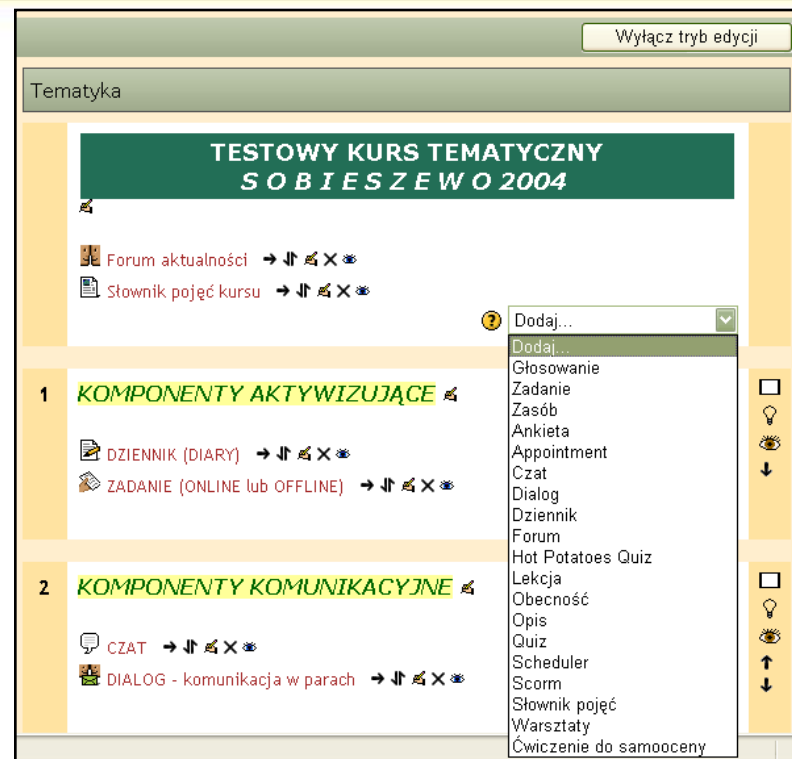 Wyłącz tryb edycji
Tematyka
TESTOWY KURS TEMATYCZNY
S O B I E S Z E W O 2004
Forum aktualności
Słownik pojęć kursu
? Dodaj...
Dodaj...
Głosowanie
Zadanie
Zasób
Ankieta
Appointment
Czat
Dialog
Dziennik
Forum
Hot Potatoes Quiz
Lekcja
Obecność
Opis
Quiz
Scheduler
Scorm
Słownik pojęć
Warsztaty
Ćwiczenie do samooceny
1 KOMPONENTY AKTYWIZUJĄCE
DZIENNIK (DIARY)
ZADANIE (ONLINE lub OFFLINE)
2 KOMPONENTY KOMUNIKACYJNE
CZAT
DIALOG - komunikacja w parach